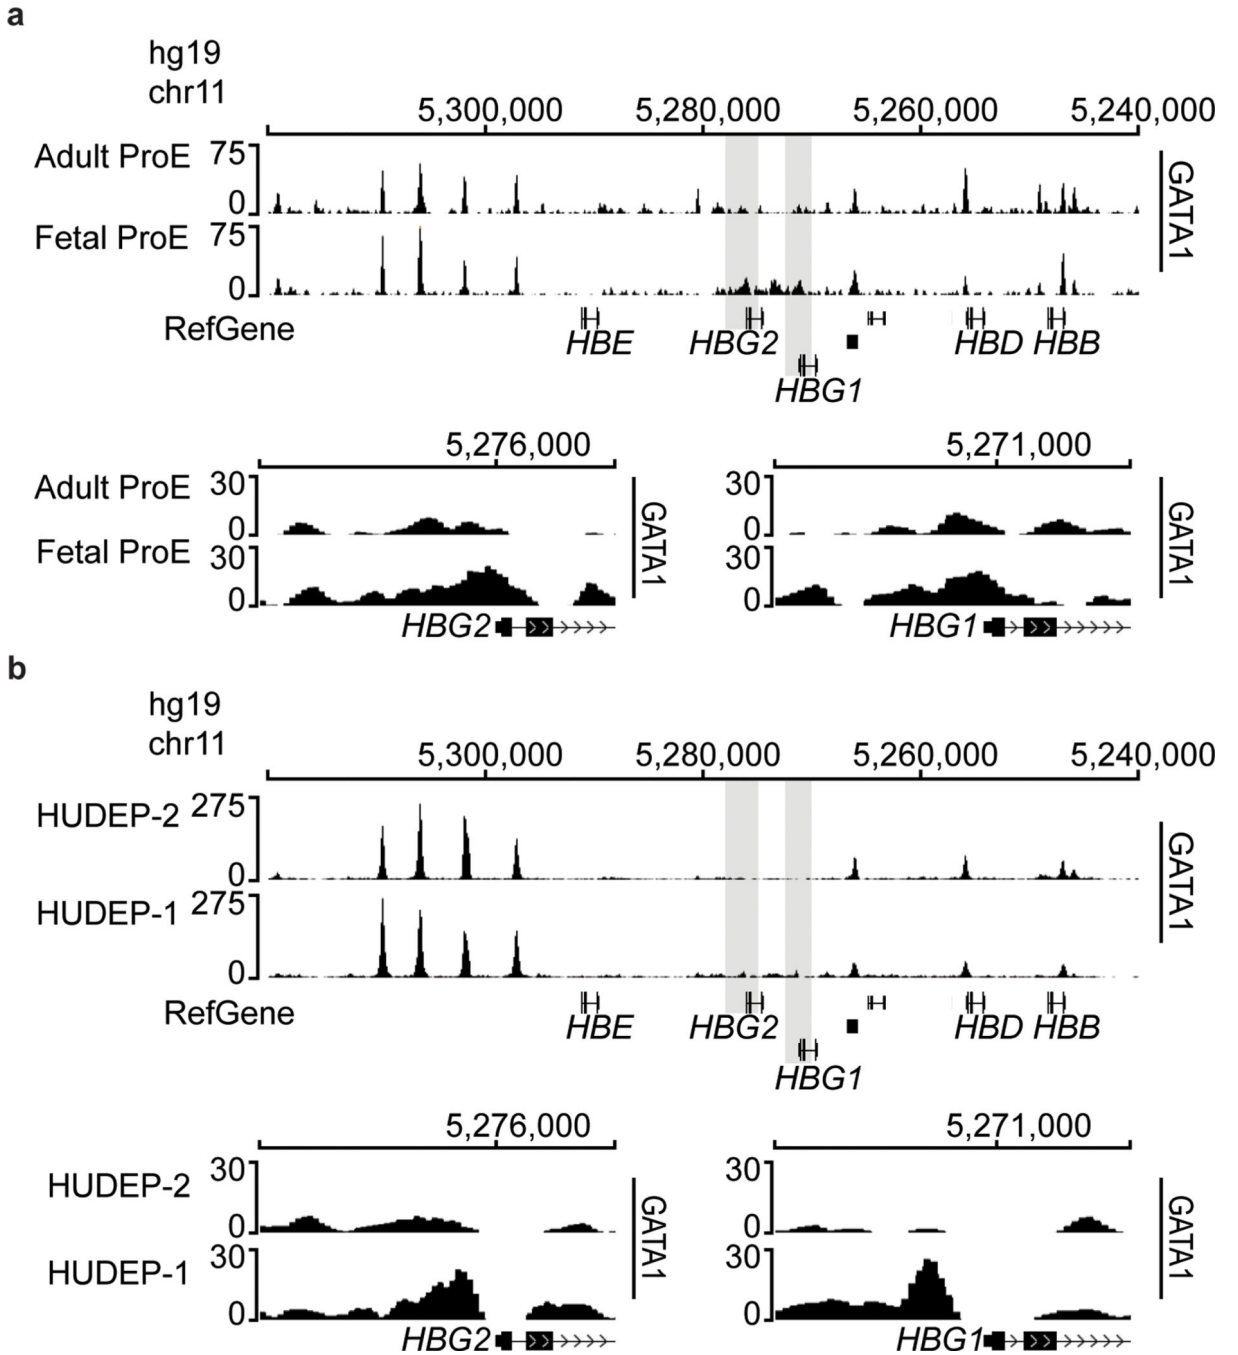 a
hg19
chr11
5,300,000 5,280,000 5,260,000 5,240,000
Adult ProE 75
0
Fetal ProE 75
0
GATA1
RefGene
HBE HBG2 HBD HBB
HBG1
5,276,000 5,271,000
Adult ProE 30 30
0 0
Fetal ProE 30 30
0 0
GATA1 GATA1
HBG2 HBG1
b
hg19
chr11
5,300,000 5,280,000 5,260,000 5,240,000
HUDEP-2 275
0
HUDEP-1 275
0
GATA1
RefGene
HBE HBG2 HBD HBB
HBG1
5,276,000 5,271,000
HUDEP-2 30 30
0 0
HUDEP-1 30 30
0 0
GATA1 GATA1
HBG2 HBG1